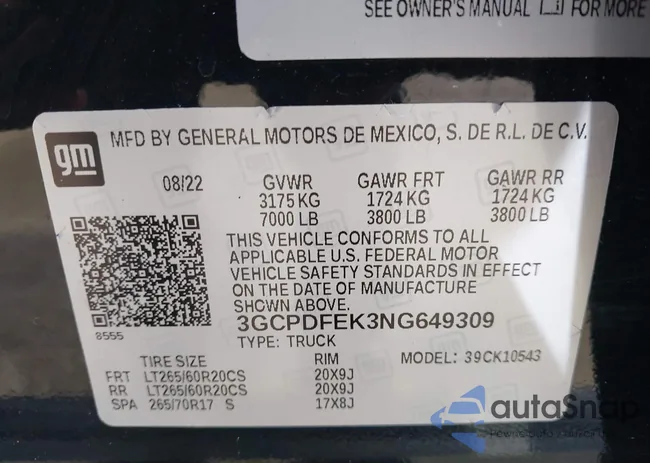 SEE OWNER'S MANUAL FOR MORE
gm
MFD BY GENERAL MOTORS DE MEXICO, S. DE R.L. DE C.V.
08/22 GVWR GAWR FRT GAWR RR
3175 KG 1724 KG 1724 KG
7000 LB 3800 LB 3800 LB
THIS VEHICLE CONFORMS TO ALL
APPLICABLE U.S. FEDERAL MOTOR
VEHICLE SAFETY STANDARDS IN EFFECT
ON THE DATE OF MANUFACTURE
SHOWN ABOVE.
8555
3GCPDFEK3NG649309
TYPE: TRUCK
MODEL: 39CK10543
TIRE SIZE RIM
FRT LT265/60R20CS 20X9J
RR LT265/60R20CS 20X9J
SPA 265/70R17 S 17X8J
autoSnap